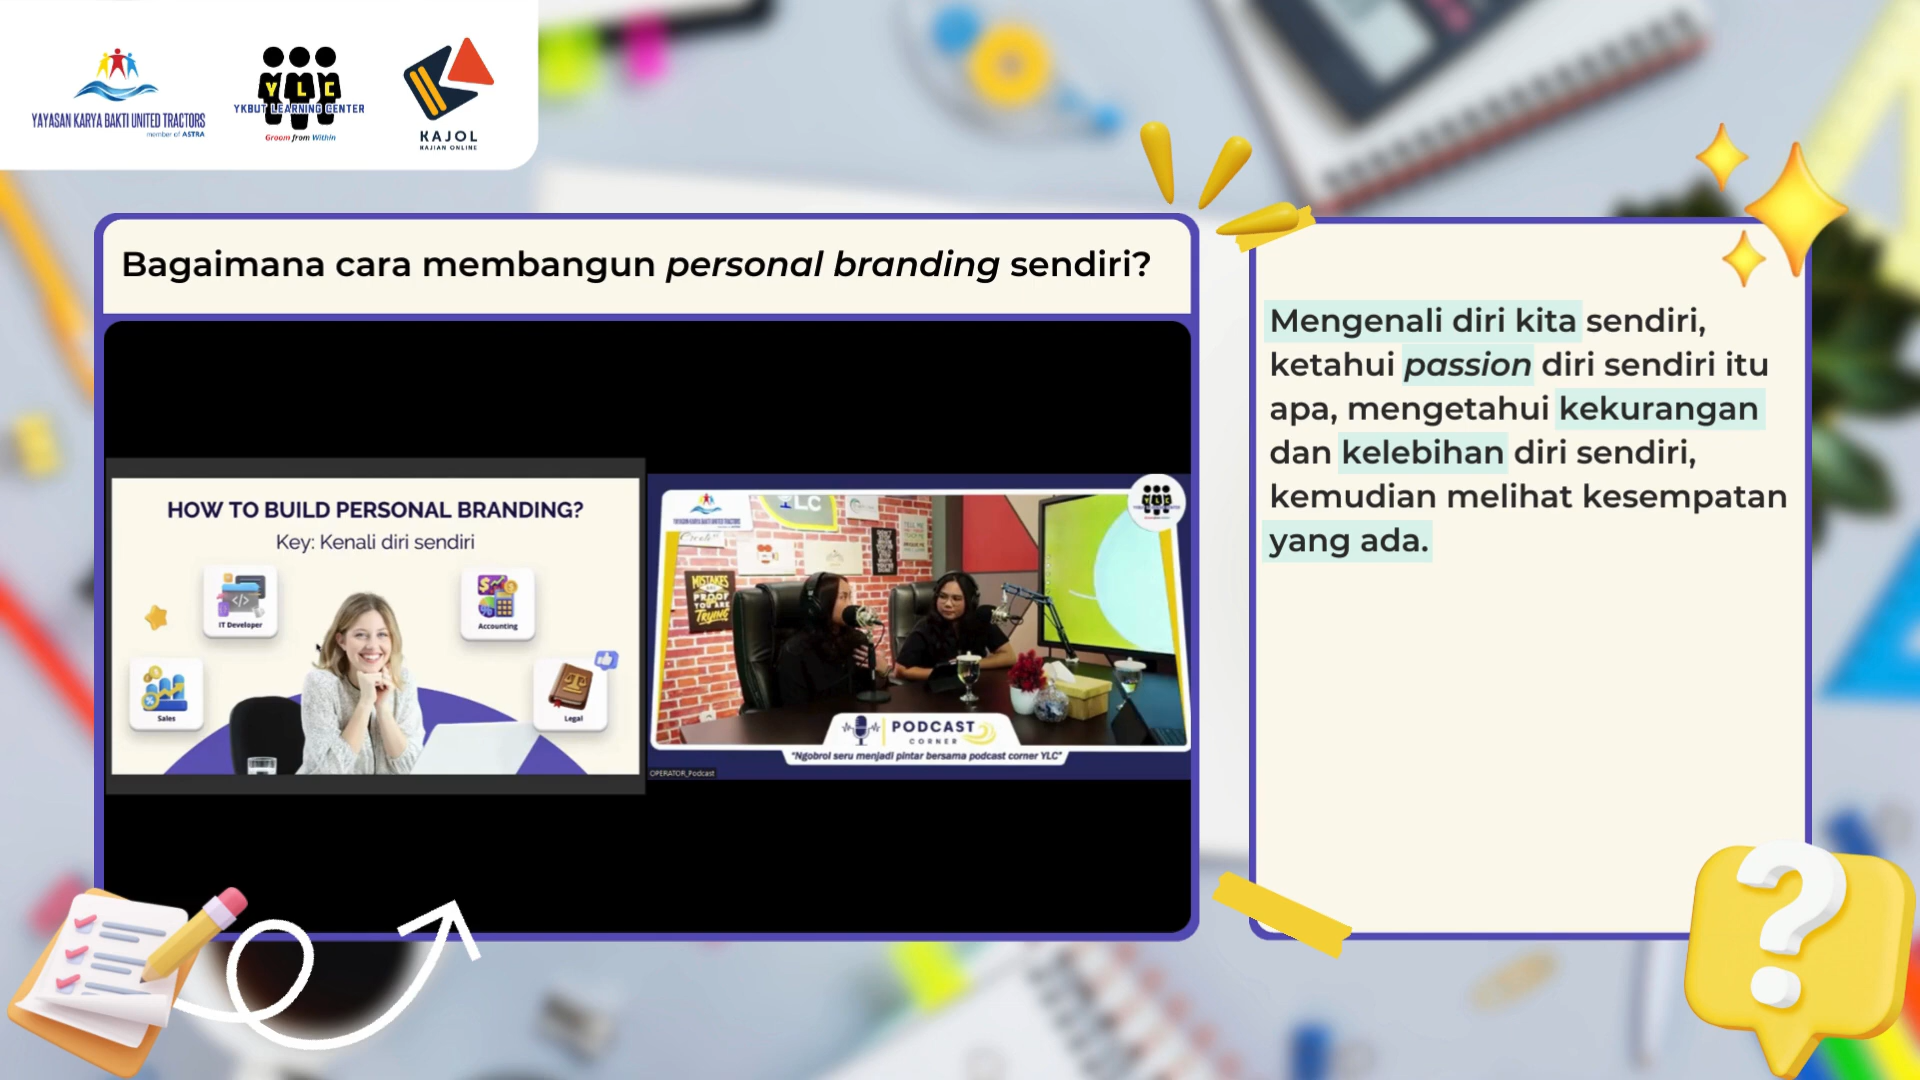 YAYASAN KARYA BAKTI UNITED TRACTORS
member of ASTRA
Y L C
YKBUT LEARNING CENTER
Groom from Within
KAJOL
KAJIAN ONLINE
Bagaimana cara membangun personal branding sendiri?
HOW TO BUILD PERSONAL BRANDING?
Key: Kenali diri sendiri
IT Developer
Accounting
Sales
Legal
YLC
MISTAKES
PROOF
YOU ARE
TRYING
PODCAST
CORNER
"Ngobrol seru menjadi pintar bersama podcast corner YLC"
OPERATOR_Podcast
Mengenali diri kita sendiri,
ketahui passion diri sendiri itu
apa, mengetahui kekurangan
dan kelebihan diri sendiri,
kemudian melihat kesempatan
yang ada.